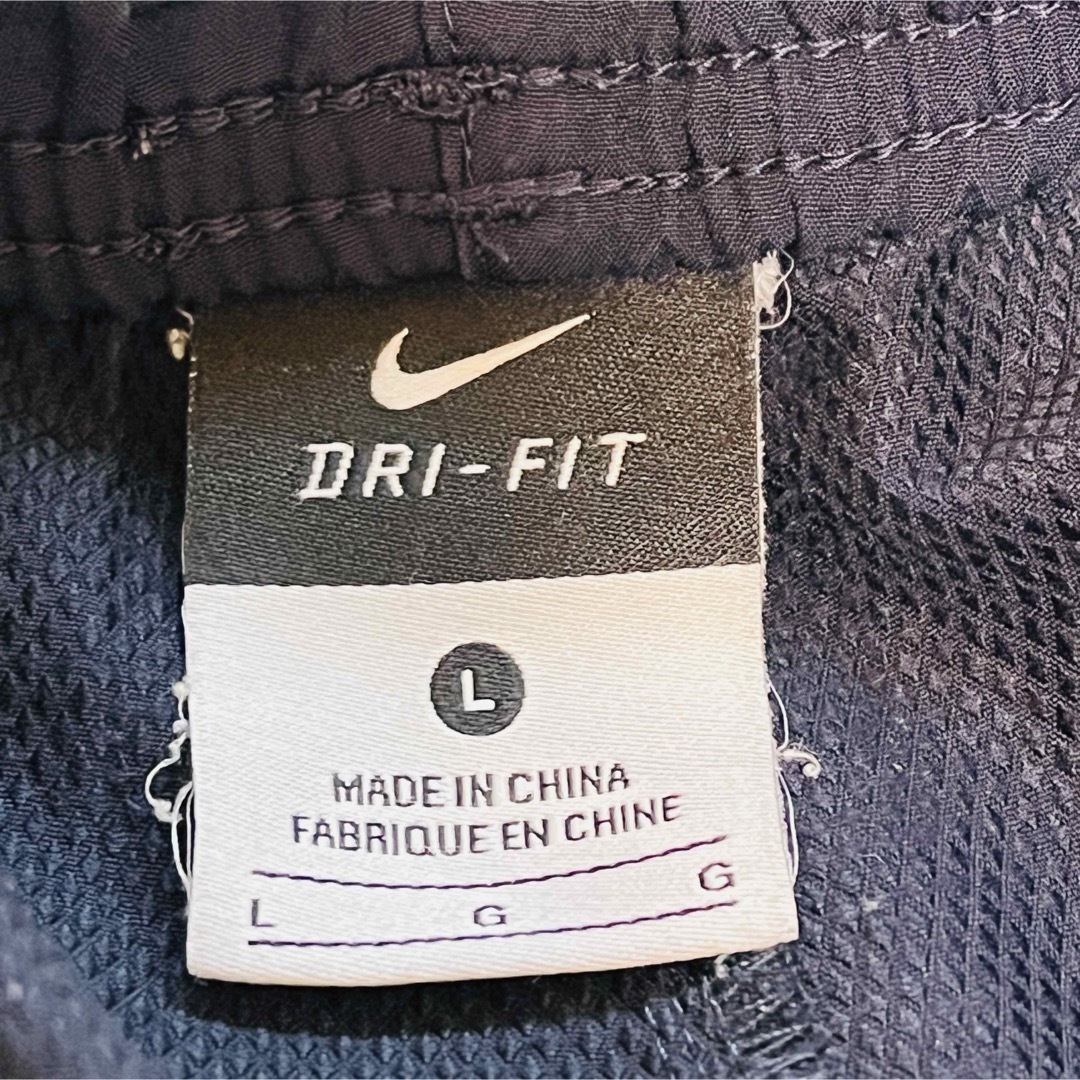 DRI-FIT
L
MADE IN CHINA
FABRIQUE EN CHINE
L G G